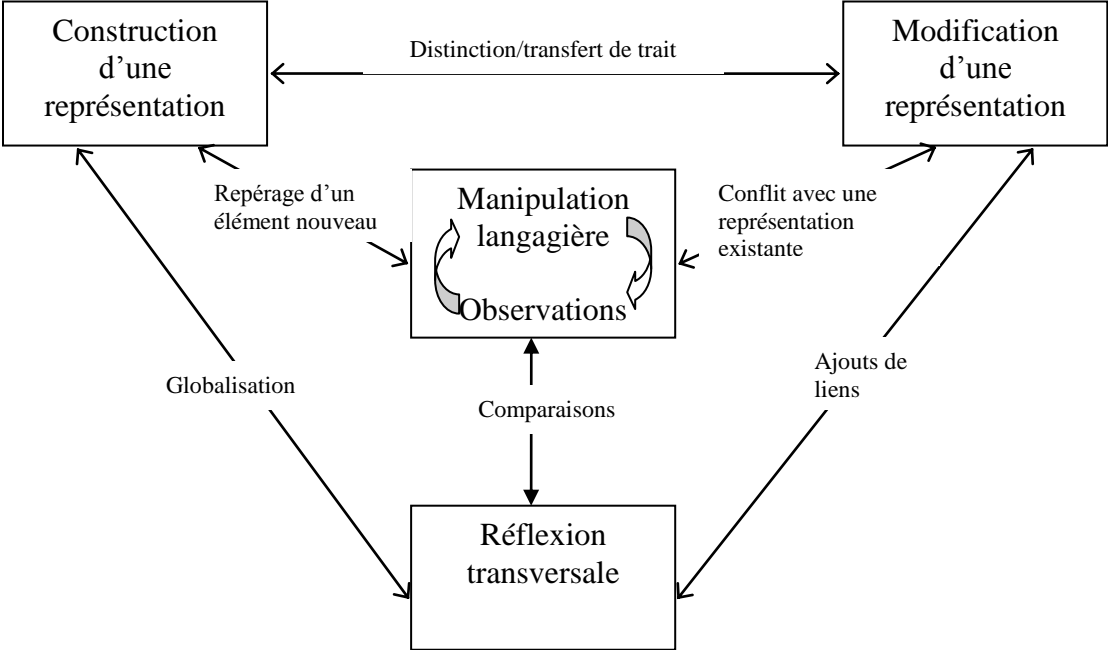 Construction
d’une
représentation
Distinction/transfert de trait
Modification
d’une
représentation
Repérage d’un
élément nouveau
Manipulation
langagière
Observations
Conflit avec une
représentation
existante
Globalisation
Comparaisons
Ajouts de
liens
Réflexion
transversale